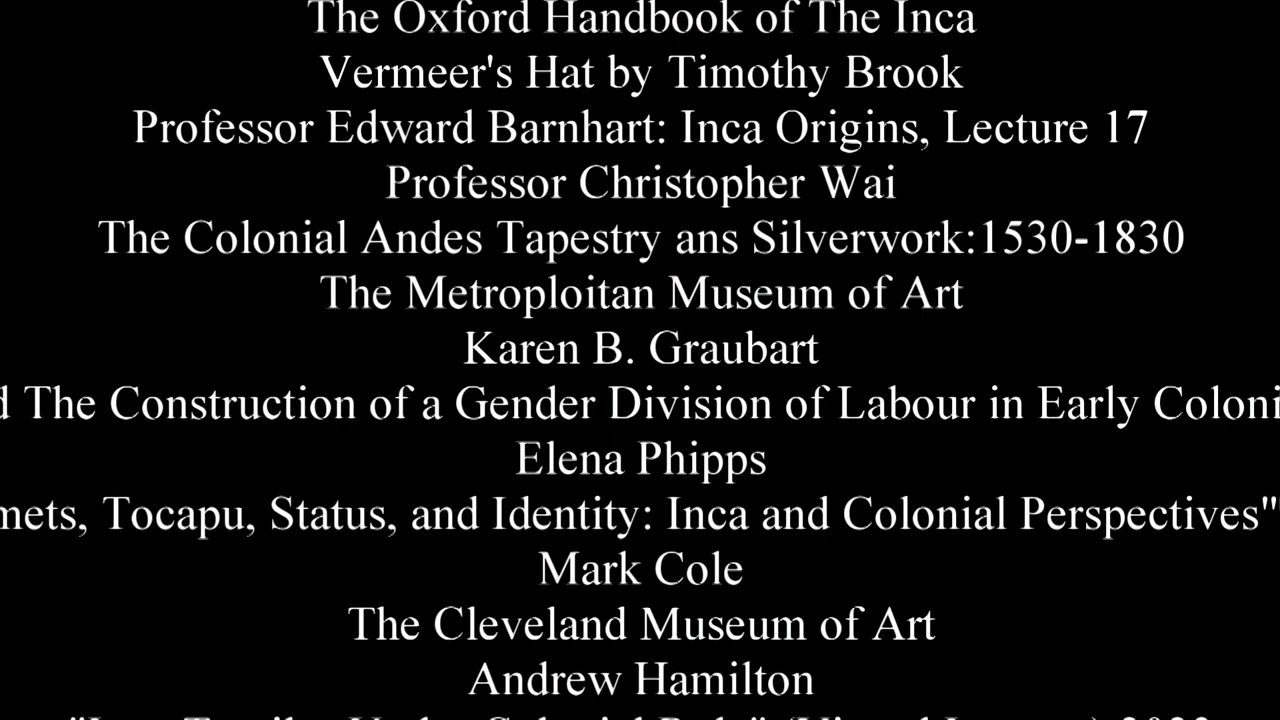 The Oxford Handbook of The Inca
Vermeer's Hat by Timothy Brook
Professor Edward Barnhart: Inca Origins, Lecture 17
Professor Christopher Wai
The Colonial Andes Tapestry ans Silverwork:1530-1830
The Metroploitan Museum of Art
Karen B. Graubart
The Construction of a Gender Division of Labour in Early Coloni
Elena Phipps
mets, Tocapu, Status, and Identity: Inca and Colonial Perspectives"
Mark Cole
The Cleveland Museum of Art
Andrew Hamilton